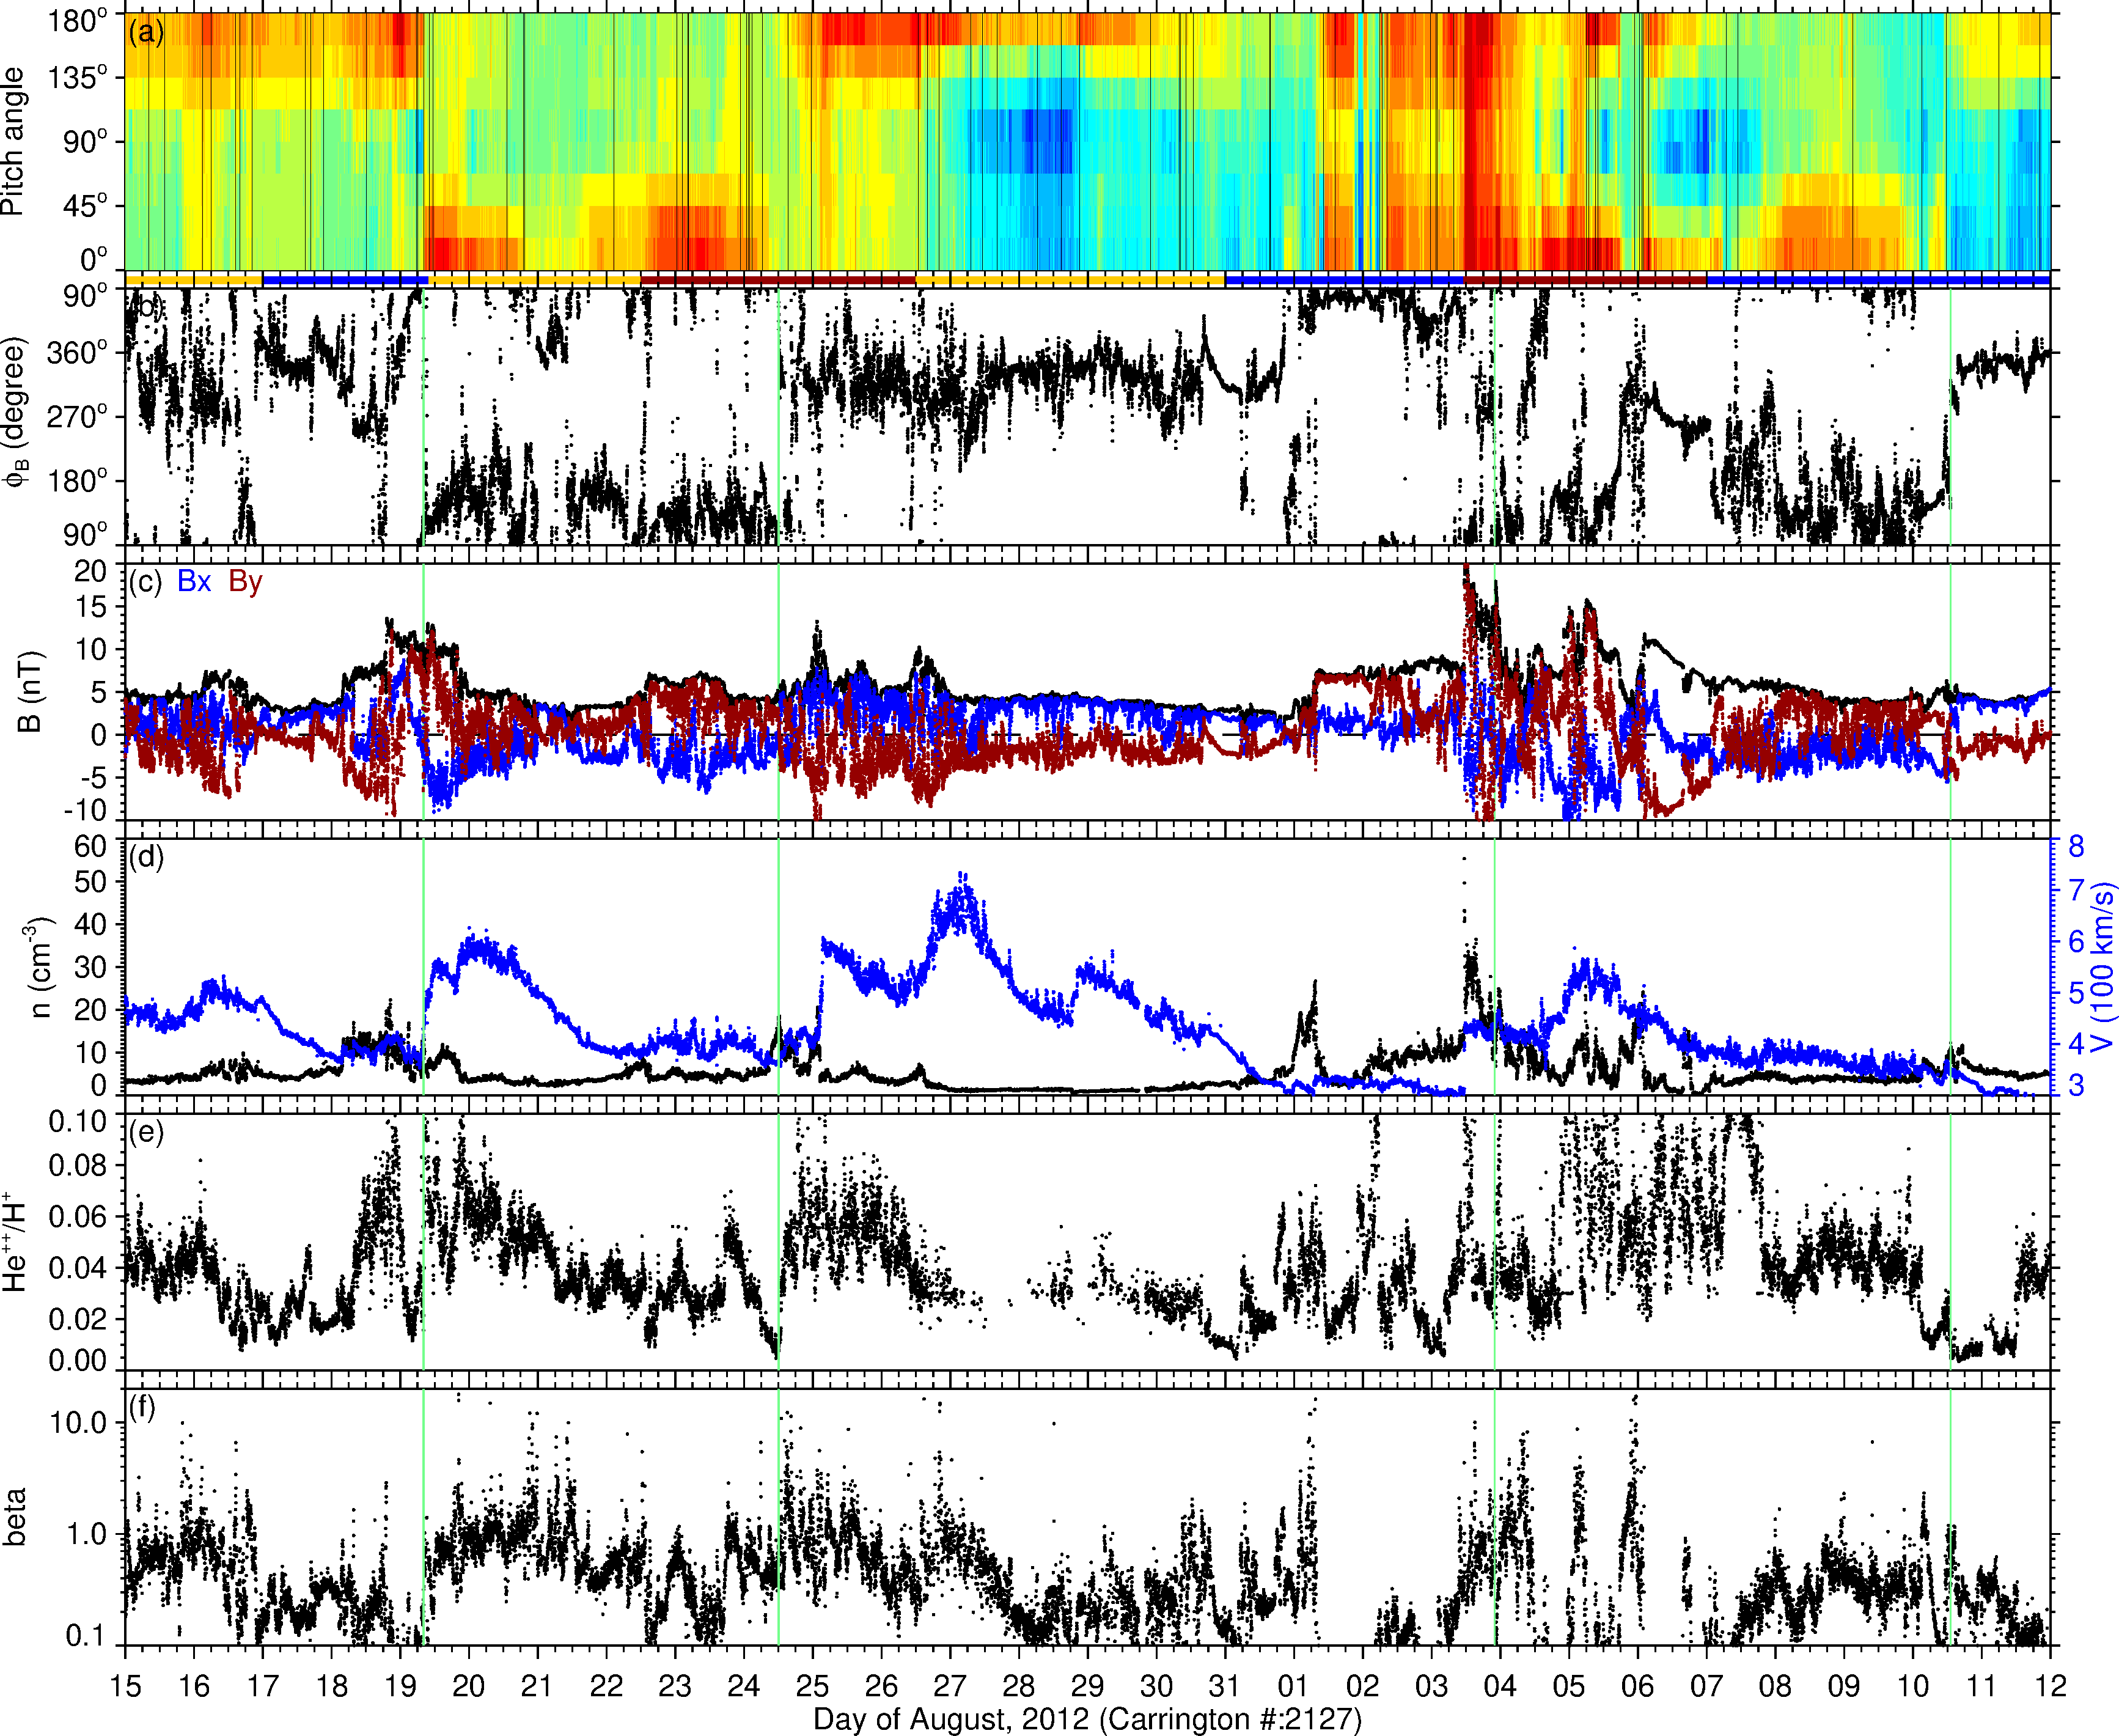 (a)
Pitch angle
180°
135°
90°
45°
0°
(b)
ϕB (degree)
90°
360°
270°
180°
90°
(c) Bx By
B (nT)
20
15
10
5
0
-5
-10
(d)
n (cm-3)
60
50
40
30
20
10
0
V (100 km/s)
8
7
6
5
4
3
(e)
He++/H+
0.10
0.08
0.06
0.04
0.02
0.00
(f)
beta
10.0
1.0
0.1
15 16 17 18 19 20 21 22 23 24 25 26 27 28 29 30 31 01 02 03 04 05 06 07 08 09 10 11 12
Day of August, 2012 (Carrington #:2127)